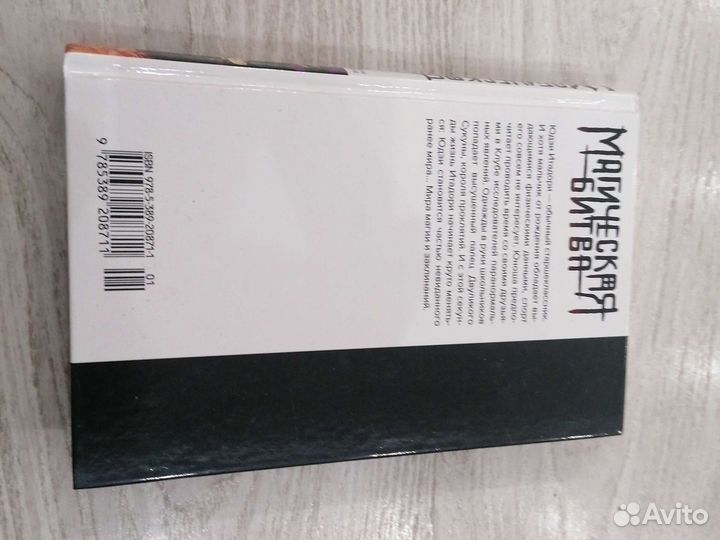 МАГИЧЕСКАЯ
БИТВА
Юдзи Итадори — обычный старшеклассник.
И хотя мальчик от рождения обладает вы-
дающимися физическими данными, спорт
его совсем не интересует. Юноша предпо-
читает проводить время со своими друзья-
ми в Клубе исследователей паранормаль-
ных явлений. Однажды в руки школьников
попадает высушенный палец Двуликого
Сукуны, короля проклятий. И с этой секун-
ды жизнь Итадори начинает круто менять-
ся: Юдзи становится частью невиданного
ранее мира... Мира магии и заклинаний.
ISBN 978-5-389-20871-1
01
9 785389 208711
Avito